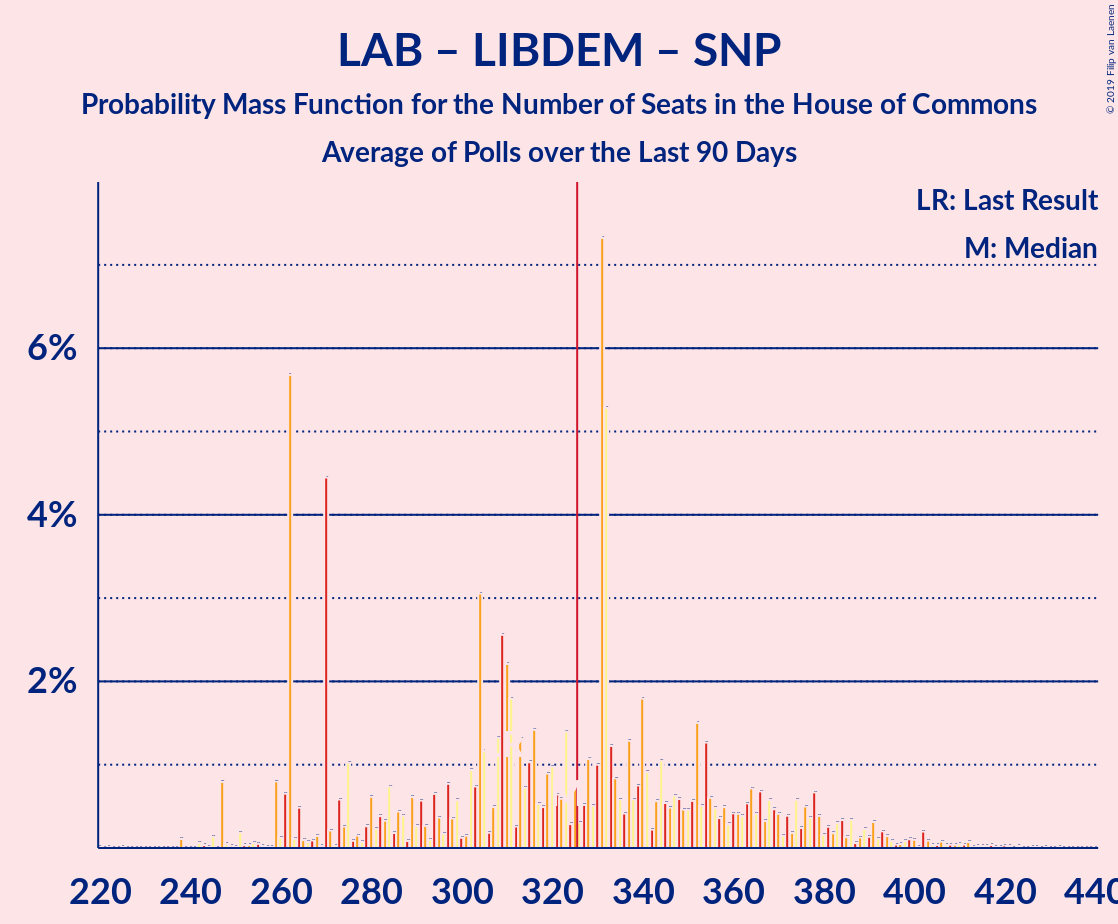 LAB – LIBDEM – SNP
Probability Mass Function for the Number of Seats in the House of Commons
Average of Polls over the Last 90 Days
© 2019 Filip van Laenen
LR: Last Result
M: Median
6%
4%
2%
220 240 260 280 300 320 340 360 380 400 420 440